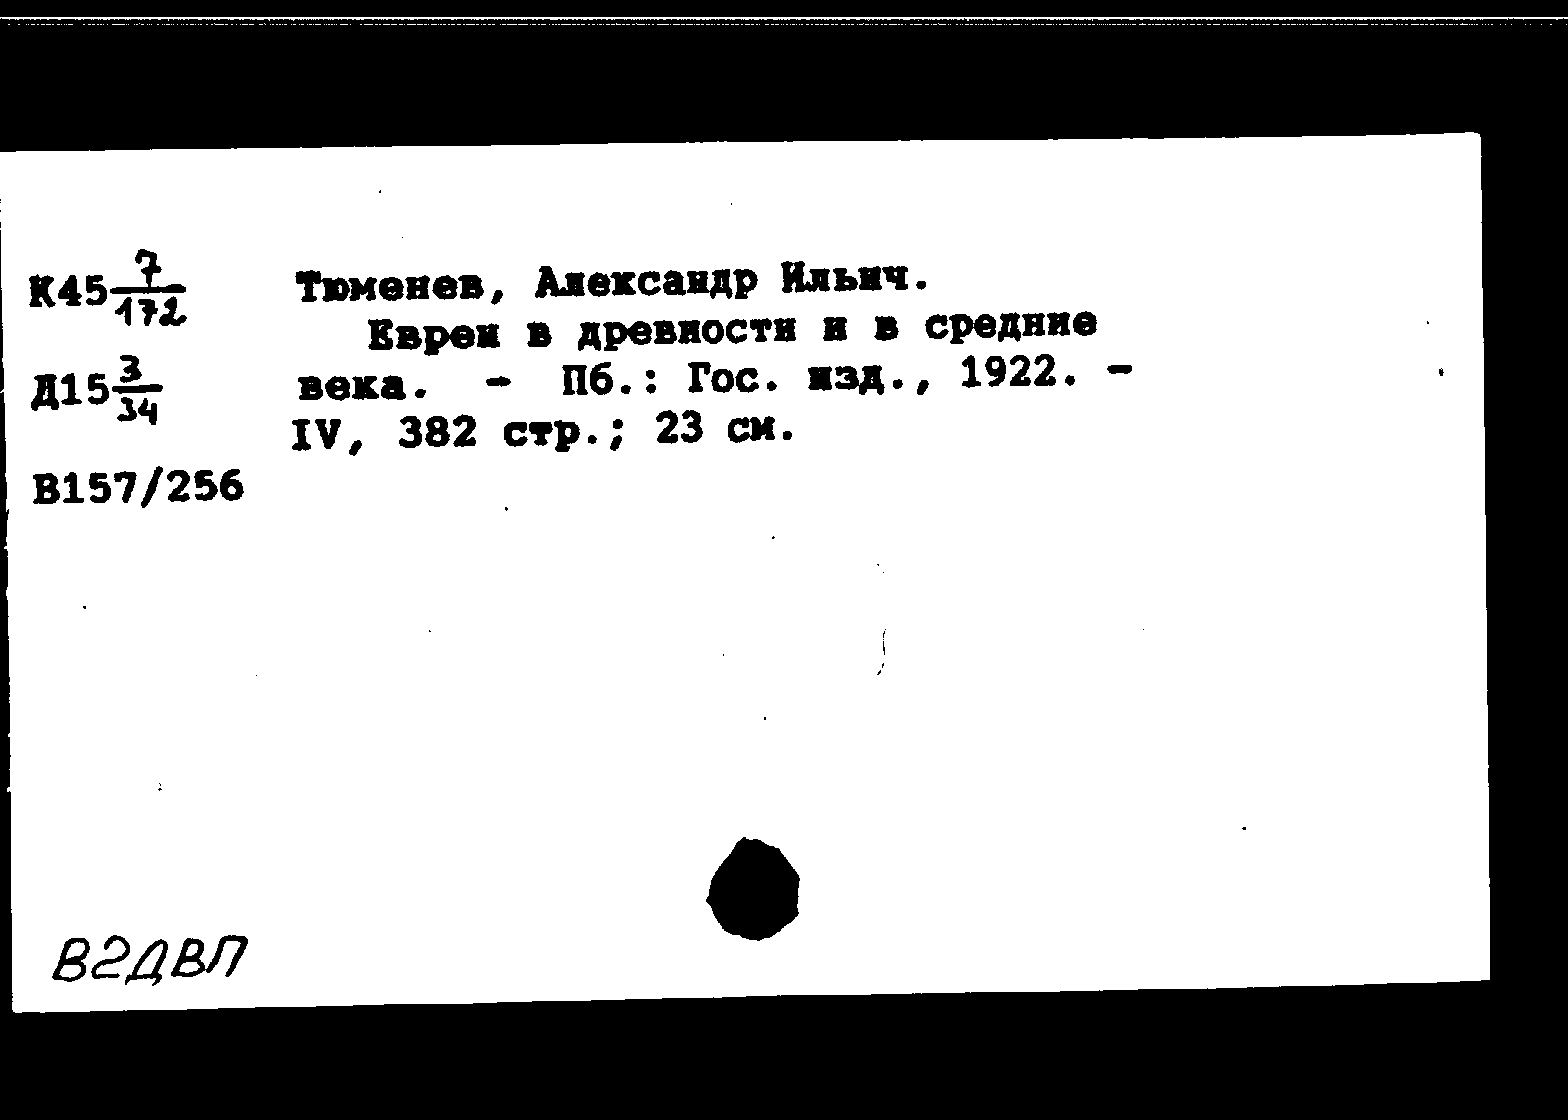 К45 7/172
Тюменев, Александр Ильич.
Евреи в древности и в средние
века. - Пб.: Гос. изд., 1922. -
IV, 382 стр.; 23 см.
Д15 3/34
В157/256
В2ДВП